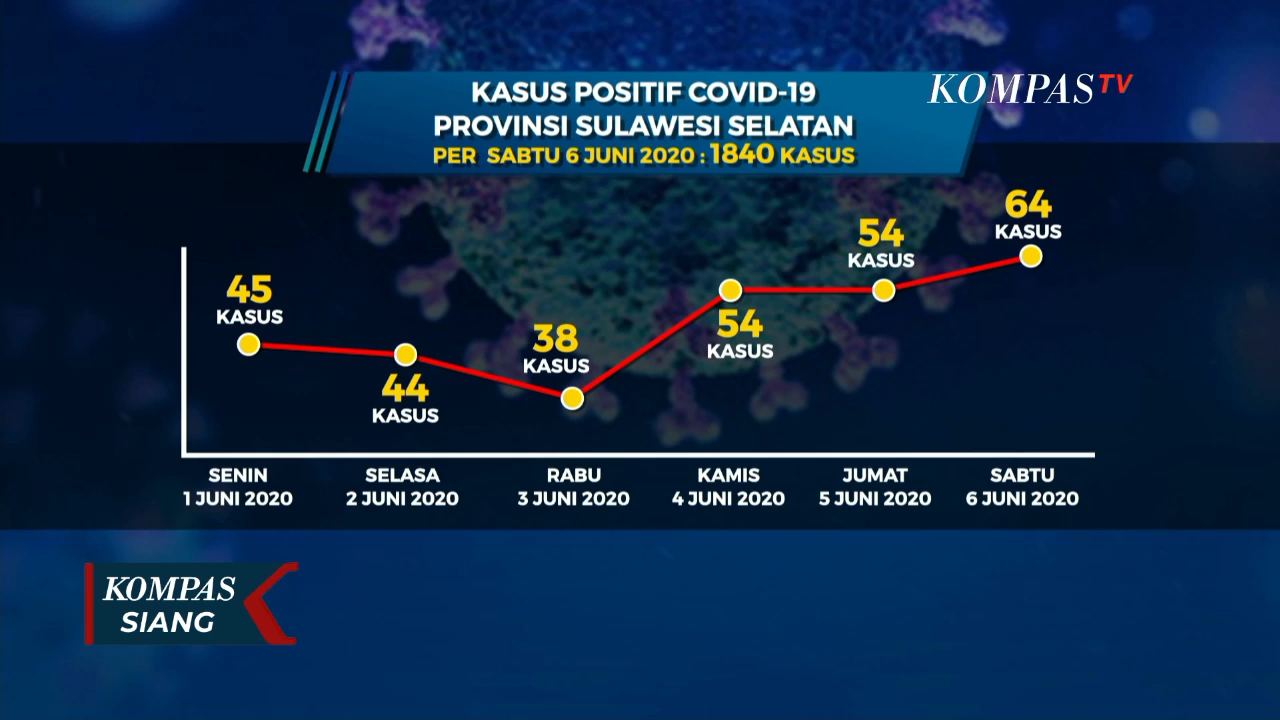 KASUS POSITIF COVID-19
PROVINSI SULAWESI SELATAN
PER SABTU 6 JUNI 2020 : 1840 KASUS
KOMPAS TV
45
KASUS
44
KASUS
38
KASUS
54
KASUS
54
KASUS
64
KASUS
SENIN
1 JUNI 2020
SELASA
2 JUNI 2020
RABU
3 JUNI 2020
KAMIS
4 JUNI 2020
JUMAT
5 JUNI 2020
SABTU
6 JUNI 2020
KOMPAS
SIANG